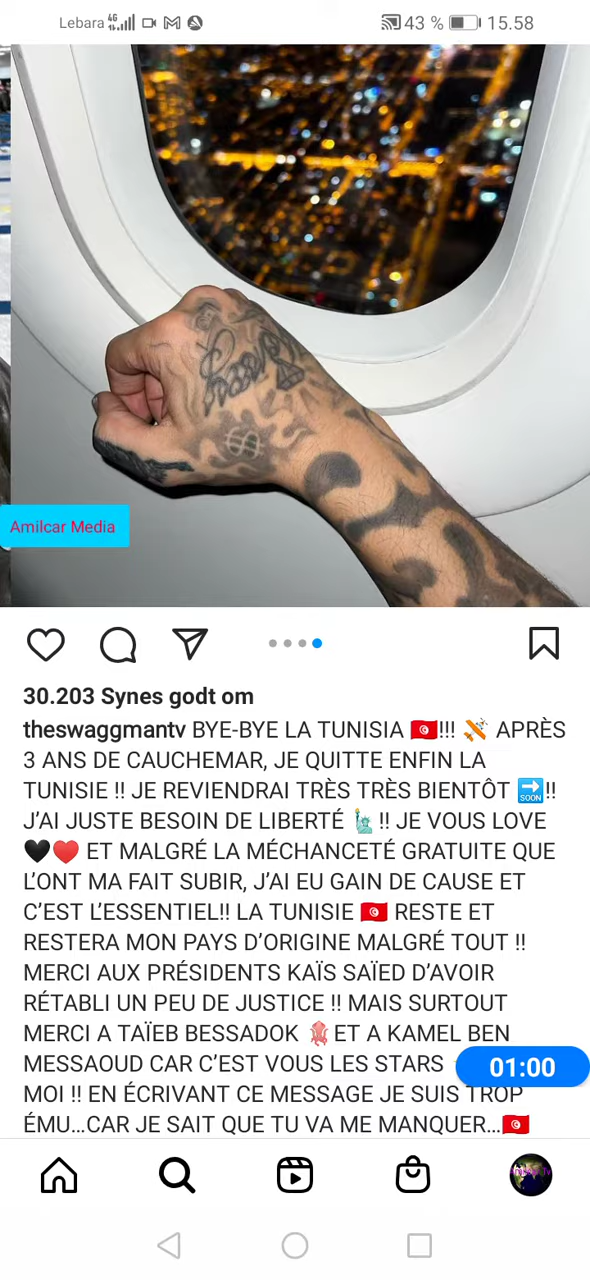 Lebara 4G 43 % 15.58
Amilcar Media
30.203 Synes godt om
theswaggmantv BYE-BYE LA TUNISIA 🇹🇳!!! 🛩️ APRÈS
3 ANS DE CAUCHEMAR, JE QUITTE ENFIN LA
TUNISIE !! JE REVIENDRAI TRÈS TRÈS BIENTÔT 🔜!!
J'AI JUSTE BESOIN DE LIBERTÉ 🗽!! JE VOUS LOVE
🖤♥️ ET MALGRÉ LA MÉCHANCETÉ GRATUITE QUE
L'ONT MA FAIT SUBIR, J'AI EU GAIN DE CAUSE ET
C'EST L'ESSENTIEL!! LA TUNISIE 🇹🇳 RESTE ET
RESTERA MON PAYS D'ORIGINE MALGRÉ TOUT !!
MERCI AUX PRÉSIDENTS KAÏS SAÏED D'AVOIR
RÉTABLI UN PEU DE JUSTICE !! MAIS SURTOUT
MERCI A TAÏEB BESSADOK 🦑ET A KAMEL BEN
MESSAOUD CAR C'EST VOUS LES STARS
01:00
MOI !! EN ÉCRIVANT CE MESSAGE JE SUIS TROP
ÉMU...CAR JE SAIT QUE TU VA ME MANQUER...🇹🇳